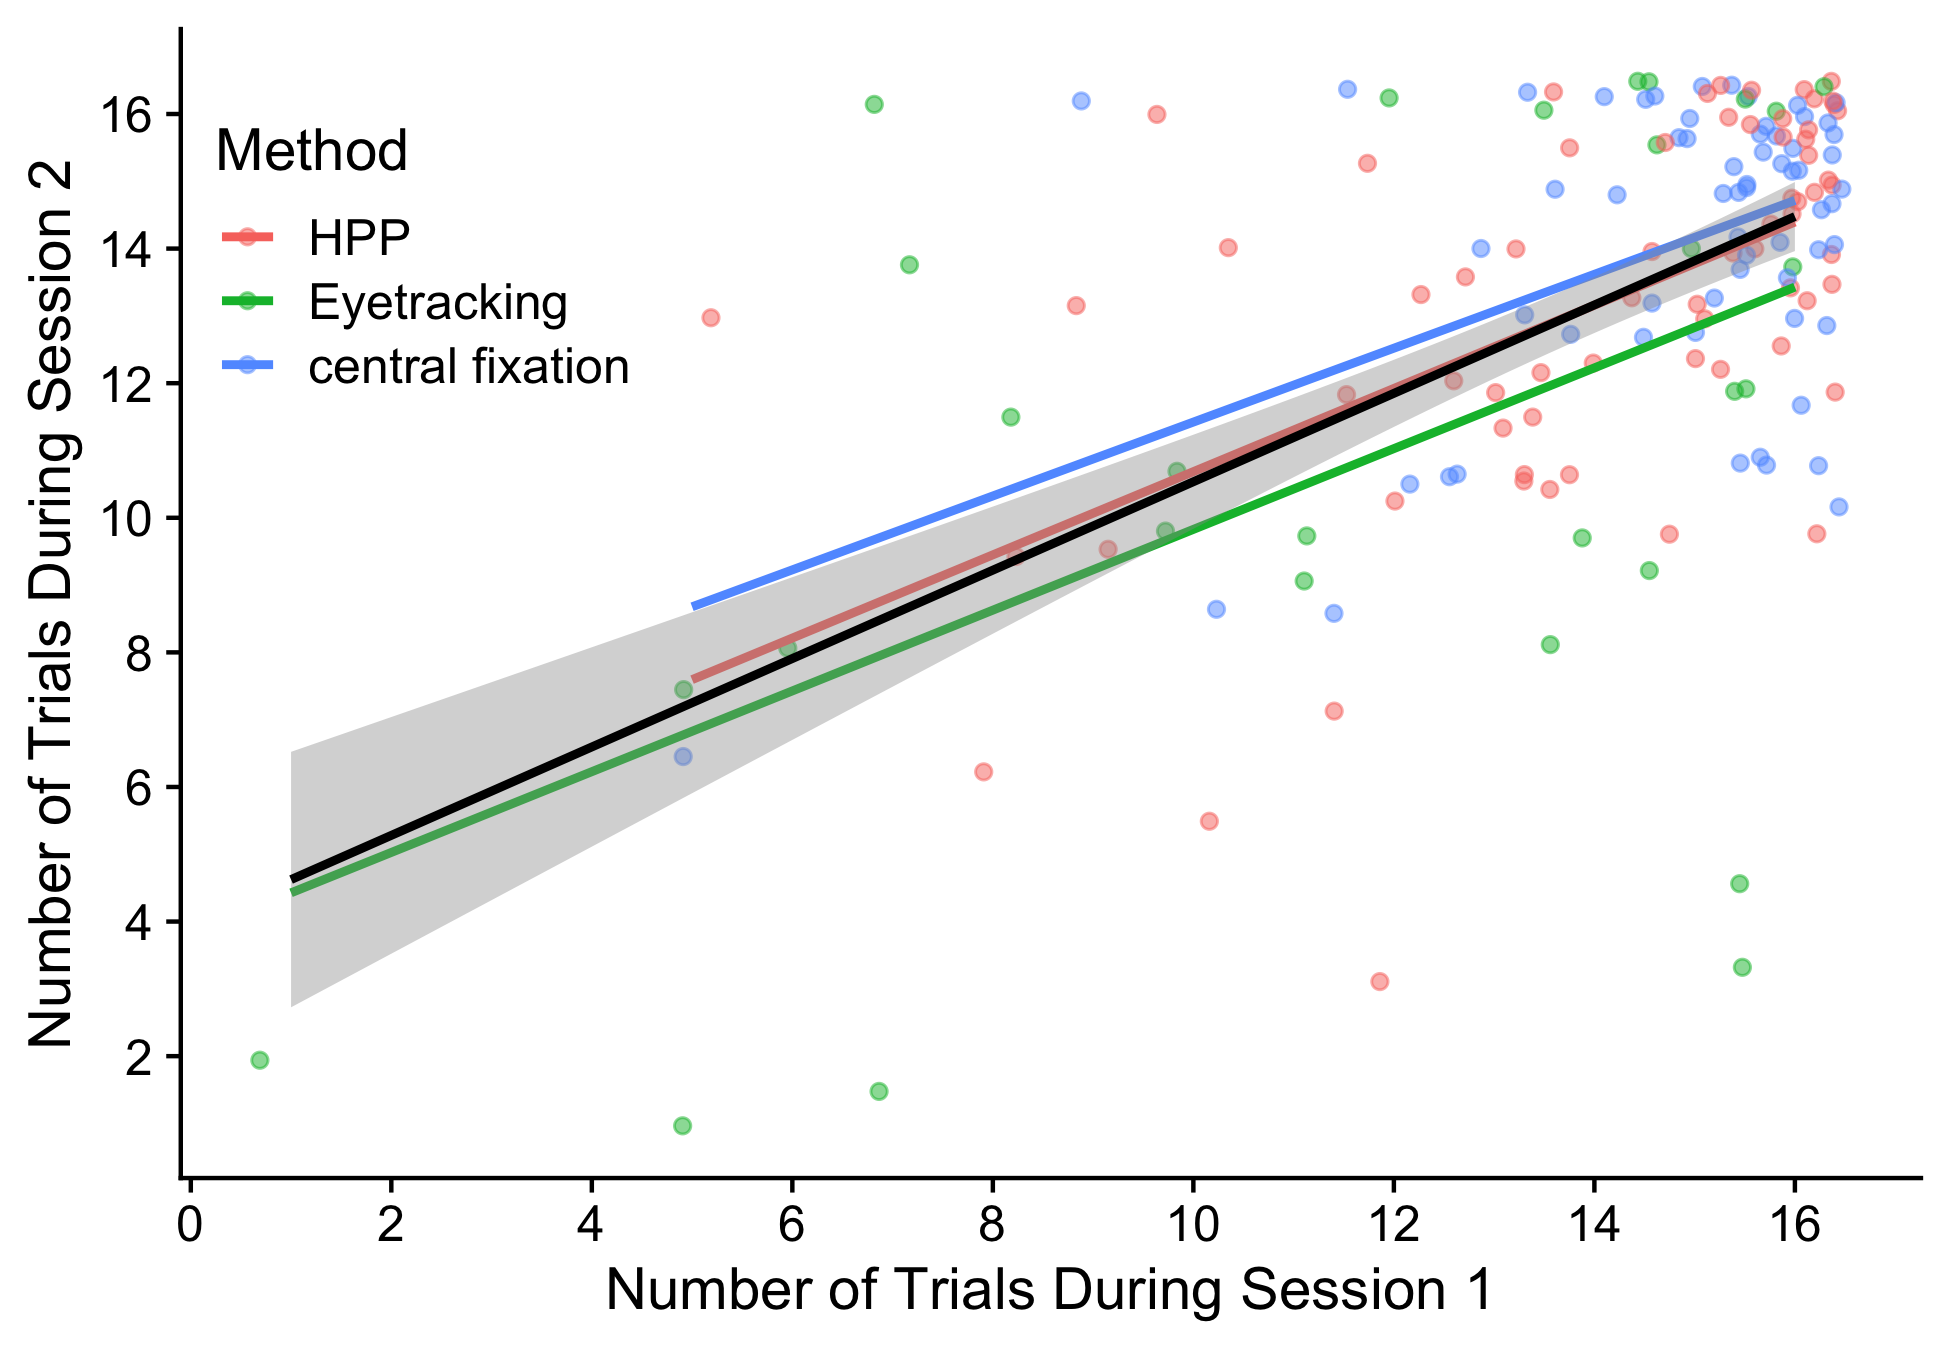 Number of Trials During Session 2
16
14
12
10
8
6
4
2
Method
HPP
Eyetracking
central fixation
0 2 4 6 8 10 12 14 16
Number of Trials During Session 1